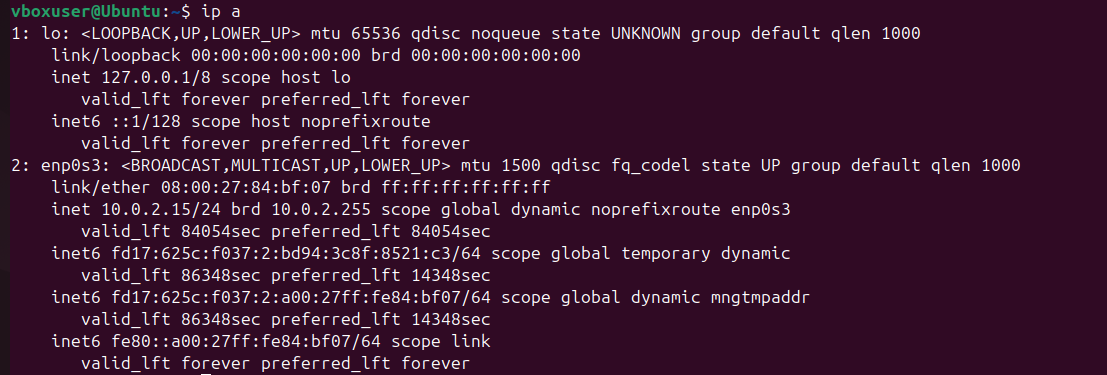 vboxuser@Ubuntu:~$ ip a
1: lo: <LOOPBACK,UP,LOWER_UP> mtu 65536 qdisc noqueue state UNKNOWN group default qlen 1000
    link/loopback 00:00:00:00:00:00 brd 00:00:00:00:00:00
    inet 127.0.0.1/8 scope host lo
       valid_lft forever preferred_lft forever
    inet6 ::1/128 scope host noprefixroute
       valid_lft forever preferred_lft forever
2: enp0s3: <BROADCAST,MULTICAST,UP,LOWER_UP> mtu 1500 qdisc fq_codel state UP group default qlen 1000
    link/ether 08:00:27:84:bf:07 brd ff:ff:ff:ff:ff:ff
    inet 10.0.2.15/24 brd 10.0.2.255 scope global dynamic noprefixroute enp0s3
       valid_lft 84054sec preferred_lft 84054sec
    inet6 fd17:625c:f037:2:bd94:3c8f:8521:c3/64 scope global temporary dynamic
       valid_lft 86348sec preferred_lft 14348sec
    inet6 fd17:625c:f037:2:a00:27ff:fe84:bf07/64 scope global dynamic mngtmpaddr
       valid_lft 86348sec preferred_lft 14348sec
    inet6 fe80::a00:27ff:fe84:bf07/64 scope link
       valid_lft forever preferred_lft forever